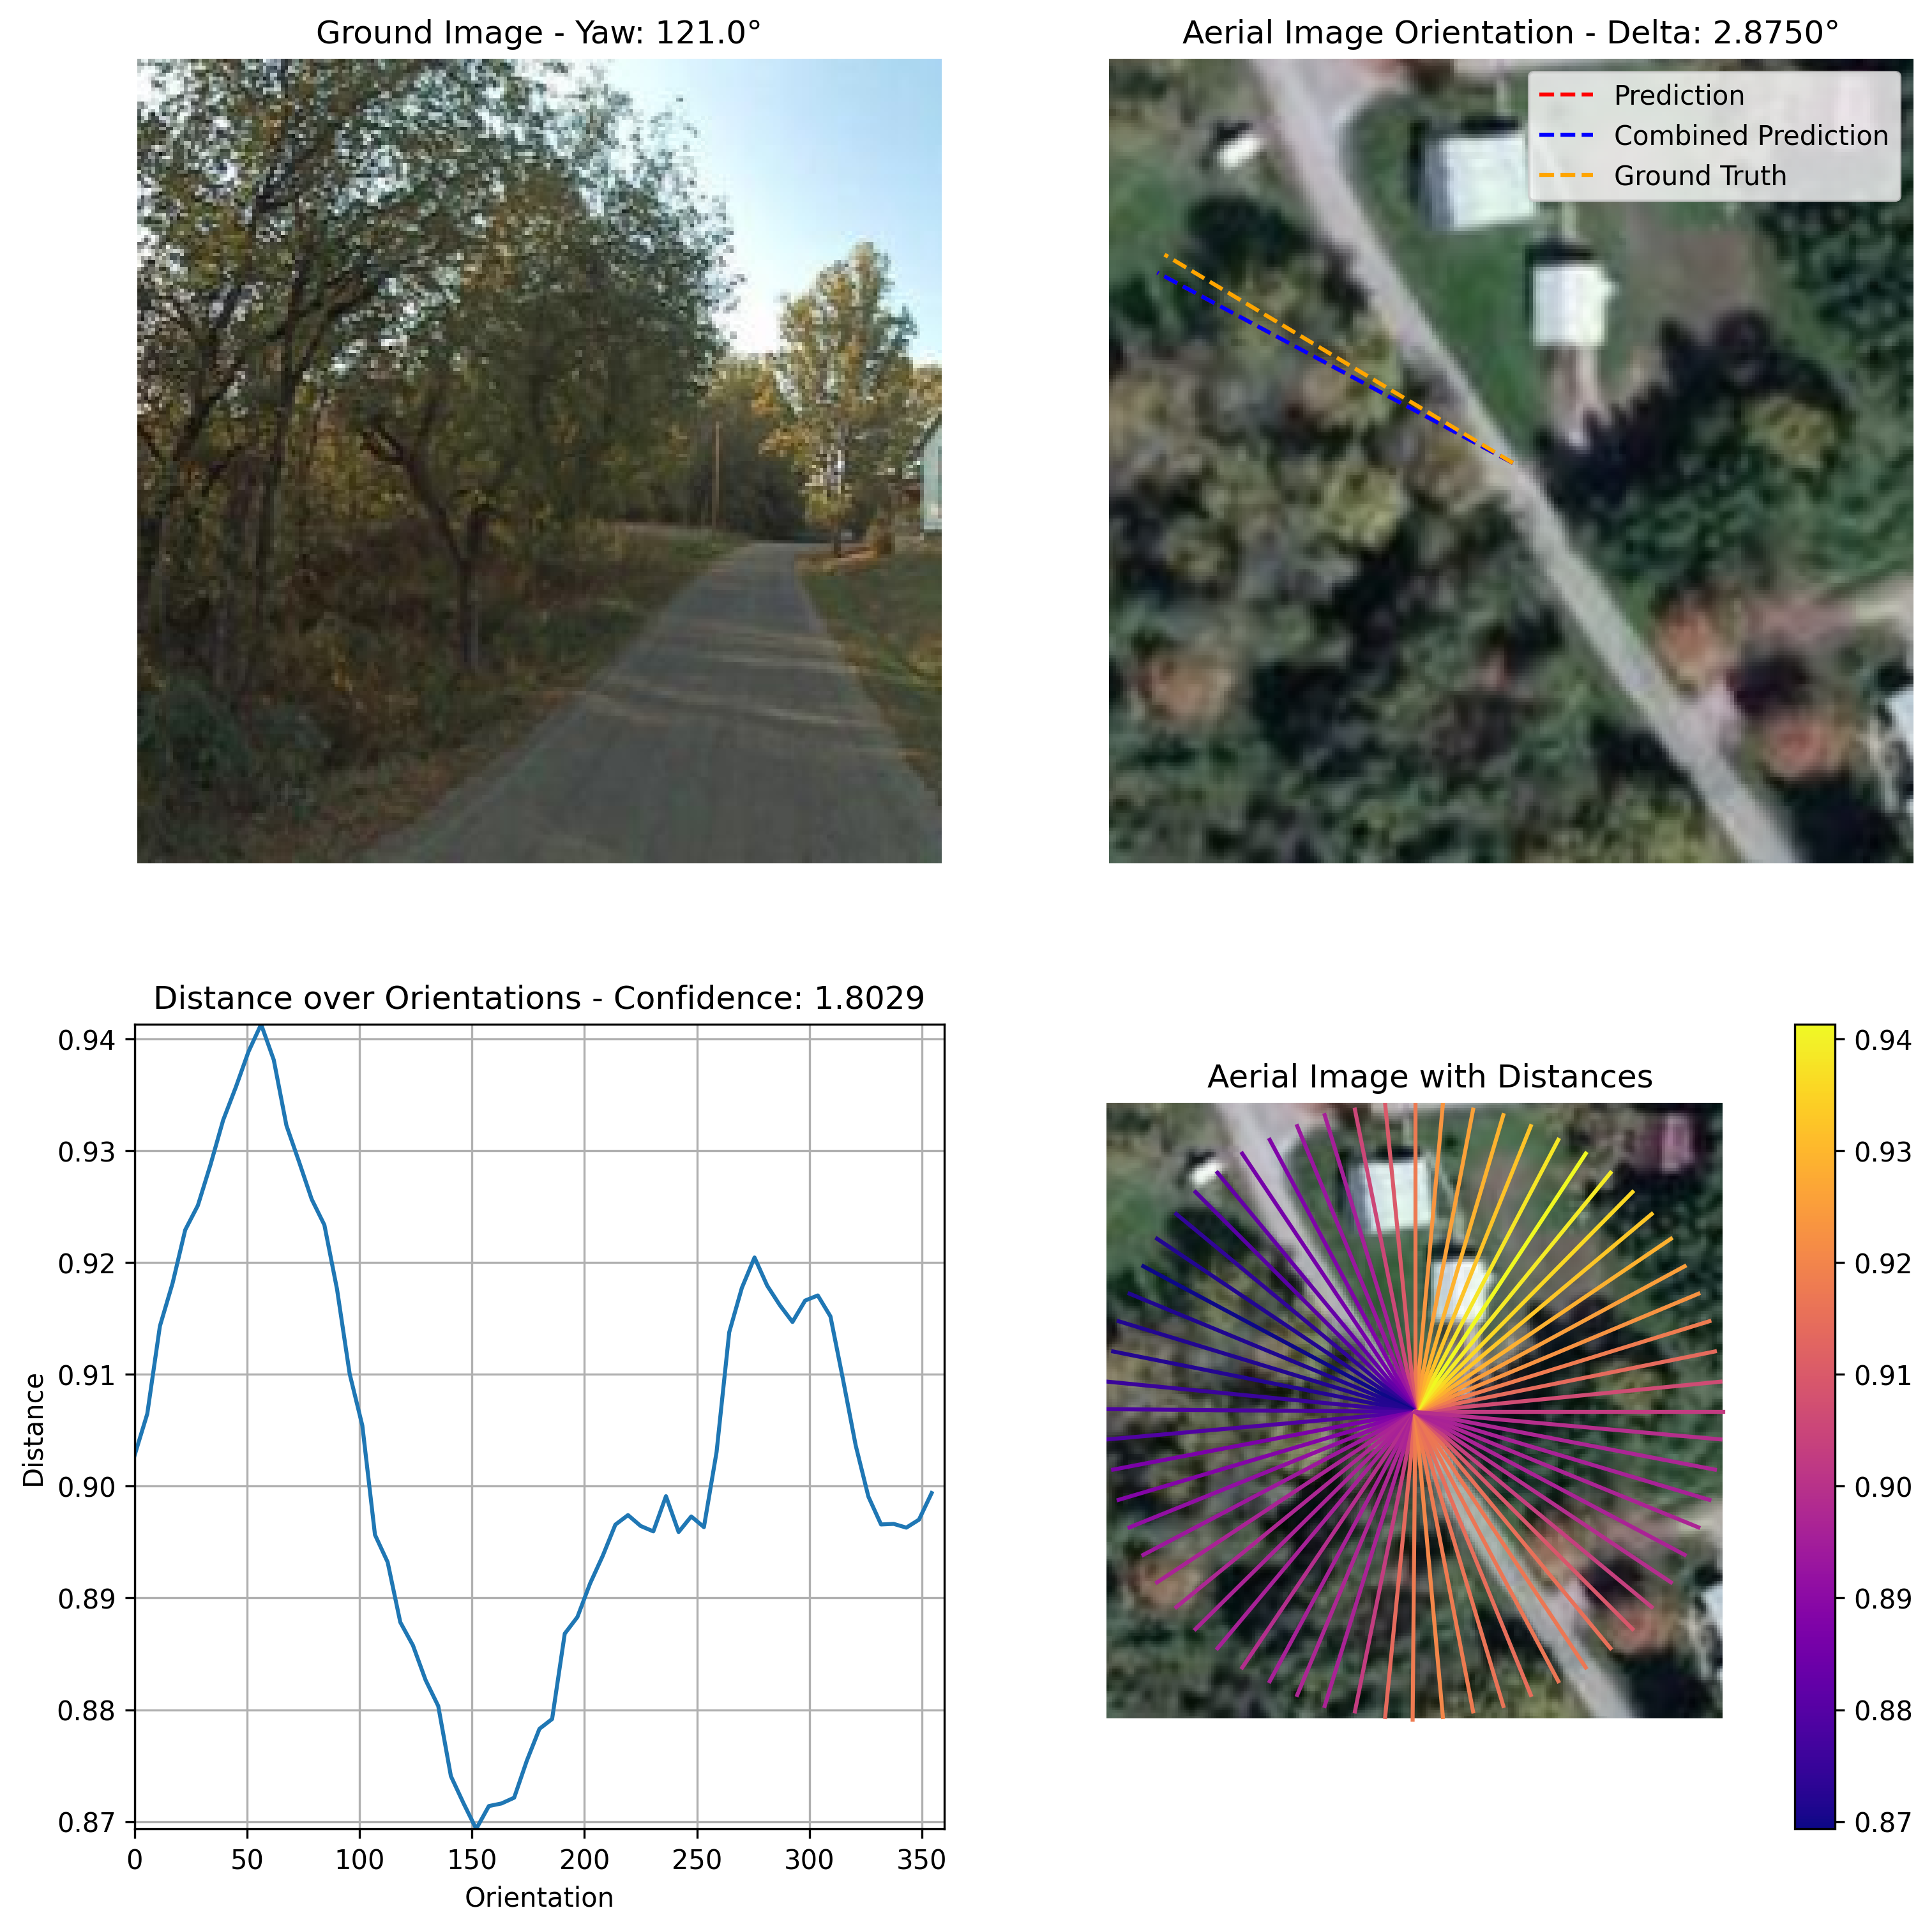 Ground Image - Yaw: 121.0°
Aerial Image Orientation - Delta: 2.8750°
Prediction
Combined Prediction
Ground Truth
Distance over Orientations - Confidence: 1.8029
0.94
0.93
0.92
0.91
0.90
0.89
0.88
0.87
Distance
0
50
100
150
200
250
300
350
Orientation
Aerial Image with Distances
0.94
0.93
0.92
0.91
0.90
0.89
0.88
0.87